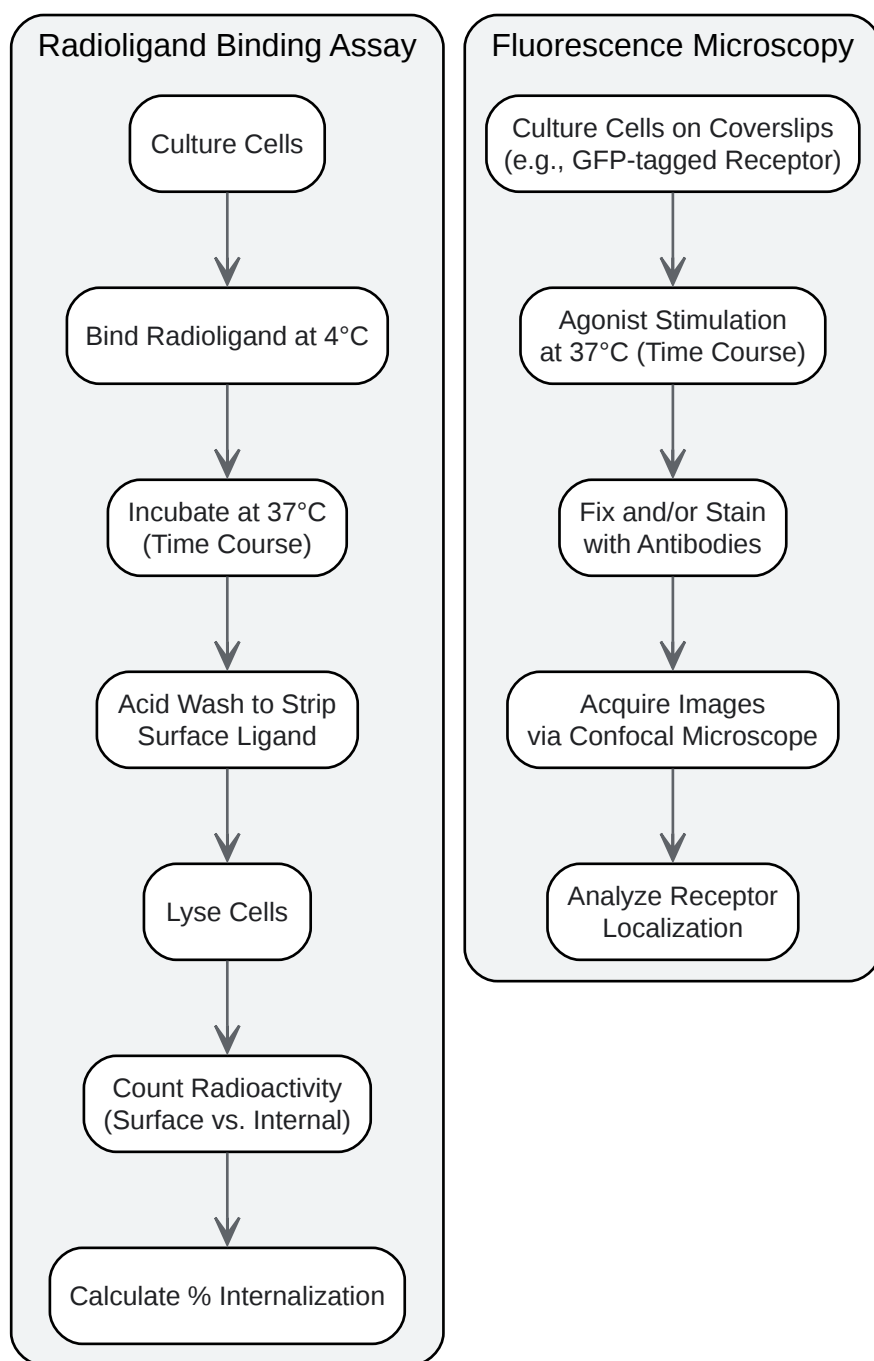 Radioligand Binding Assay
Culture Cells
Bind Radioligand at 4°C
Incubate at 37°C
(Time Course)
Acid Wash to Strip
Surface Ligand
Lyse Cells
Count Radioactivity
(Surface vs. Internal)
Calculate % Internalization
Fluorescence Microscopy
Culture Cells on Coverslips
(e.g., GFP-tagged Receptor)
Agonist Stimulation
at 37°C (Time Course)
Fix and/or Stain
with Antibodies
Acquire Images
via Confocal Microscope
Analyze Receptor
Localization